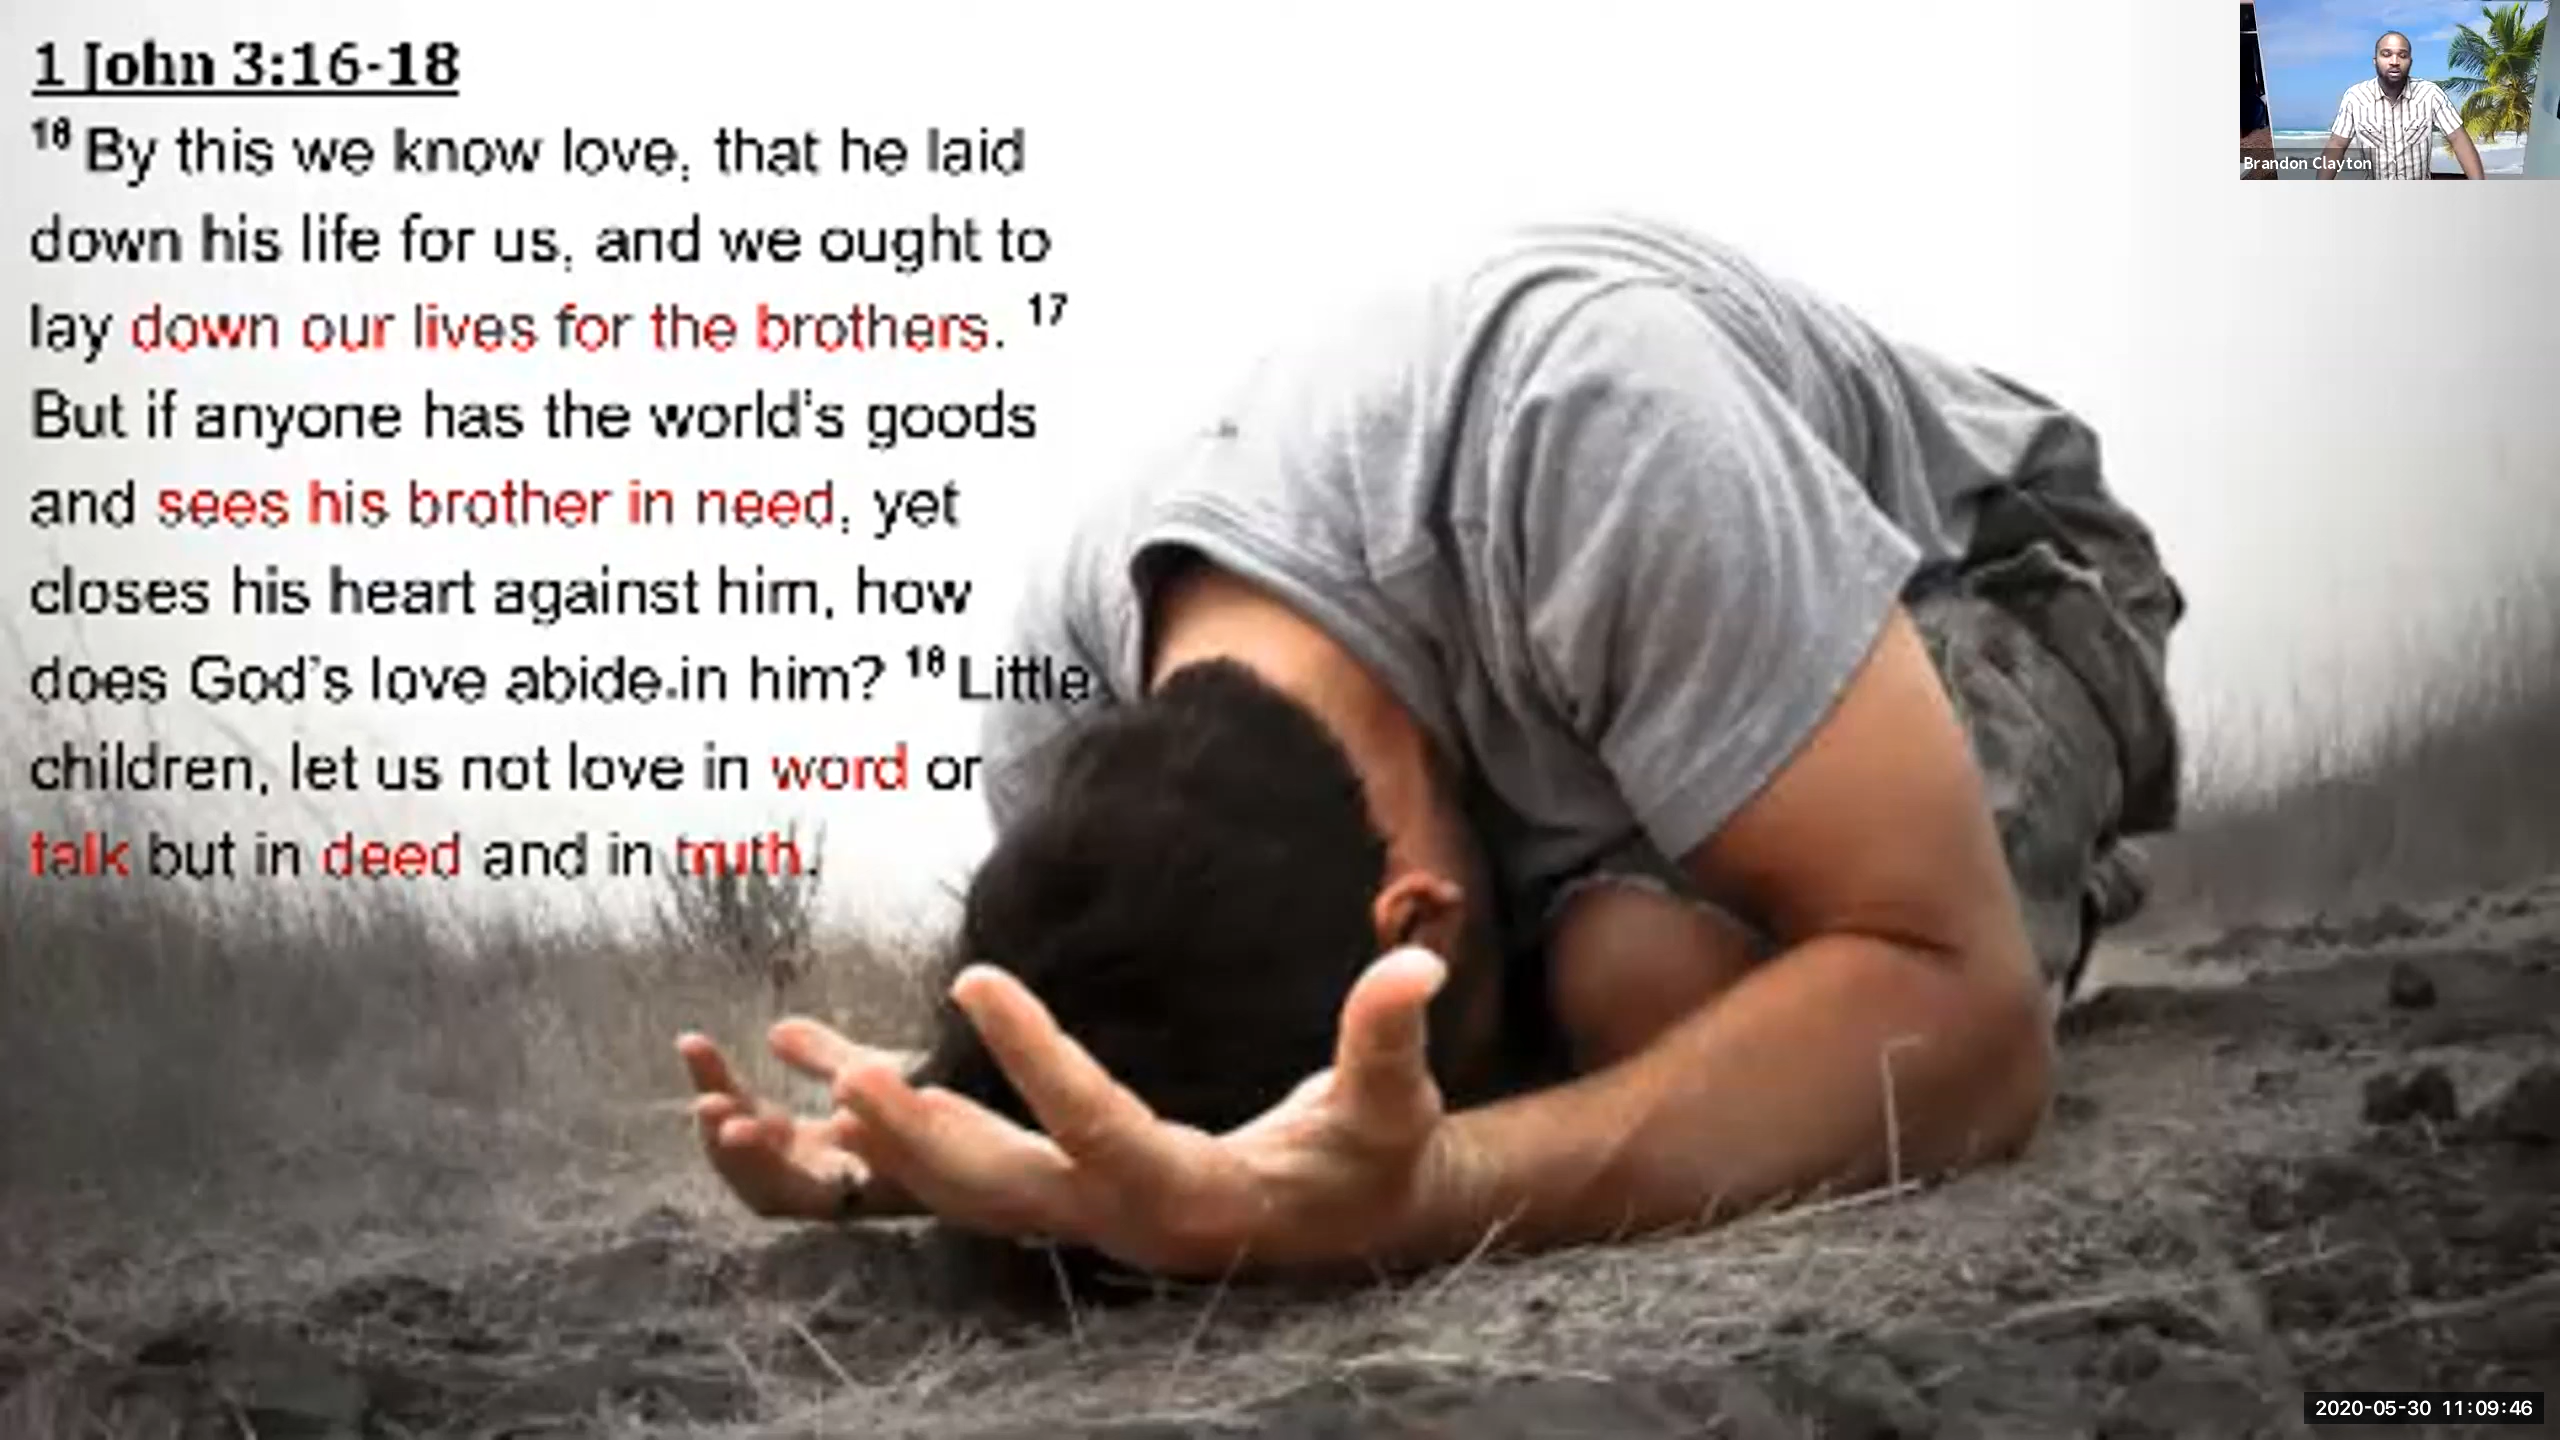 1 John 3:16-18
16 By this we know love, that he laid
down his life for us, and we ought to
lay down our lives for the brothers. 17
But if anyone has the world's goods
and sees his brother in need, yet
closes his heart against him, how
does God's love abide in him? 18 Little
children, let us not love in word or
talk but in deed and in truth.
Brandon Clayton
2020-05-30 11:09:46